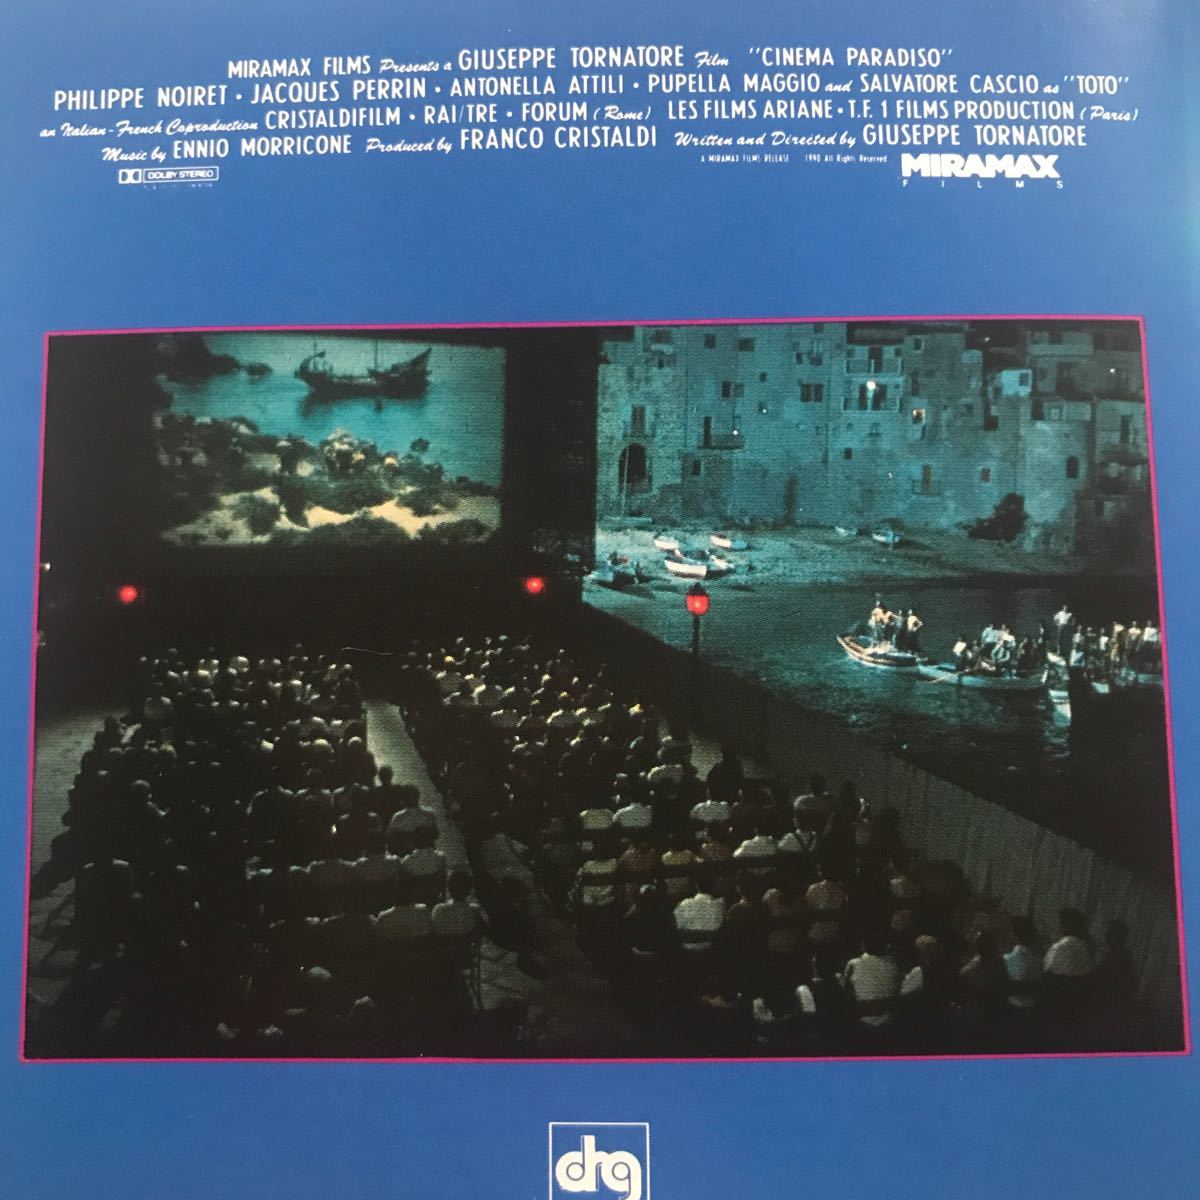 MIRAMAX FILMS Presents a GIUSEPPE TORNATORE Film "CINEMA PARADISO"
PHILIPPE NOIRET · JACQUES PERRIN · ANTONELLA ATTILI · PUPELLA MAGGIO and SALVATORE CASCIO as "TOTO"
an Italian-French Coproduction CRISTALDIFILM · RAI/TRE · FORUM (Rome) LES FILMS ARIANE · T.F. 1 FILMS PRODUCTION (Paris)
Music by ENNIO MORRICONE Produced by FRANCO CRISTALDI Written and Directed by GIUSEPPE TORNATORE
A MIRAMAX FILMS RELEASE 1990 All Rights Reserved
DOLBY STEREO
MIRAMAX
FILMS
drg